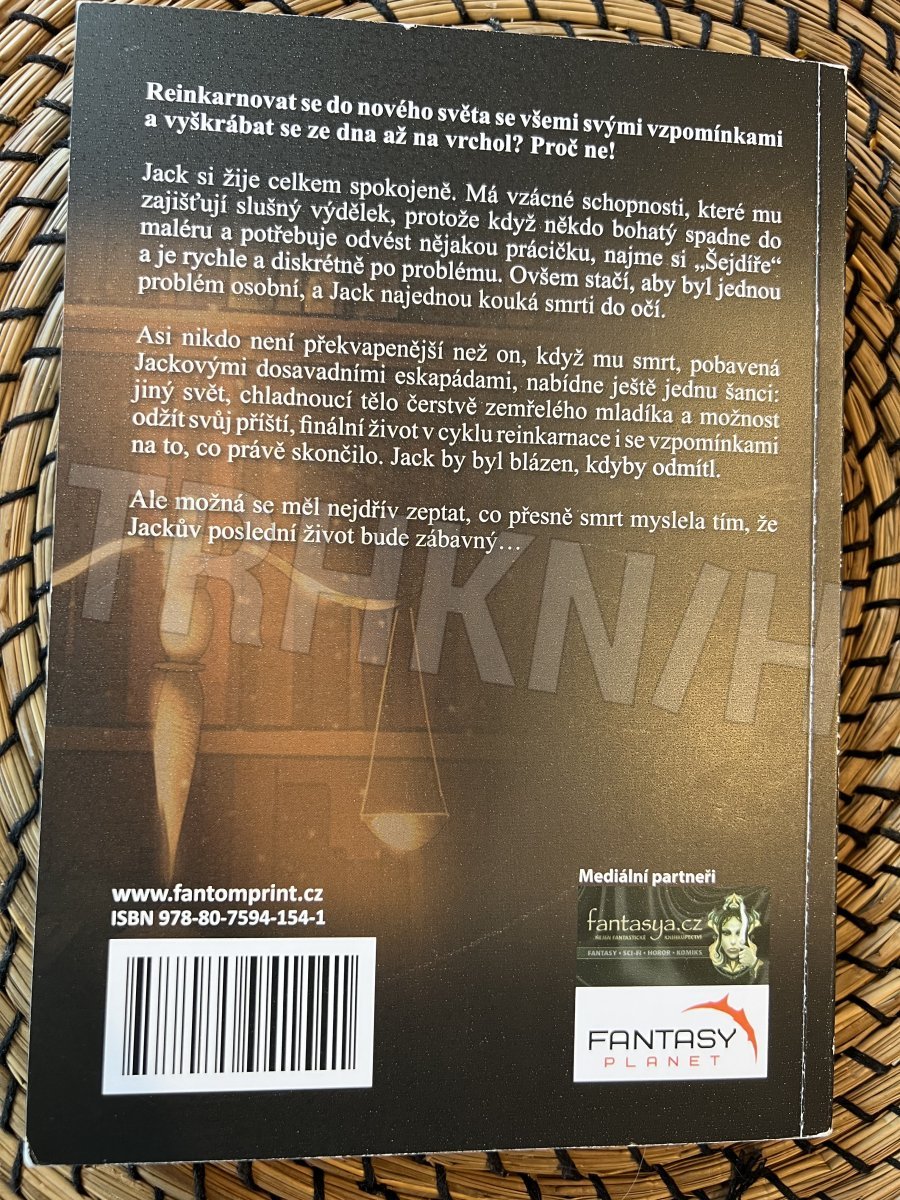 Reinkarnovat se do nového světa se všemi svými vzpomínkami
a vyškrábat se ze dna až na vrchol? Proč ne!
Jack si žije celkem spokojeně. Má vzácné schopnosti, které mu
zajišťují slušný výdělek, protože když někdo bohatý spadne do
maléru a potřebuje odvést nějakou prácičku, najme si „Šejdíře“
a je rychle a diskrétně po problému. Ovšem stačí, aby byl jednou
problém osobní, a Jack najednou kouká smrti do očí.
Asi nikdo není překvapenější než on, když mu smrt, pobavená
Jackovými dosavadními eskapádami, nabídne ještě jednu šanci:
jiný svět, chladnoucí tělo čerstvě zemřelého mladíka a možnost
odžít svůj příští, finální život v cyklu reinkarnace i se vzpomínkami
na to, co právě skončilo. Jack by byl blázen, kdyby odmítl.
Ale možná se měl nejdřív zeptat, co přesně smrt myslela tím, že
Jackův poslední život bude zábavný…
TRHKNIH
www.fantomprint.cz
ISBN 978-80-7594-154-1
Mediální partneři
fantasya.cz
NEJEN FANTASTICKÉ KNIHKUPECTVÍ
FANTASY • SCI-FI • HOROR • KOMIKS
FANTASY
PLANET